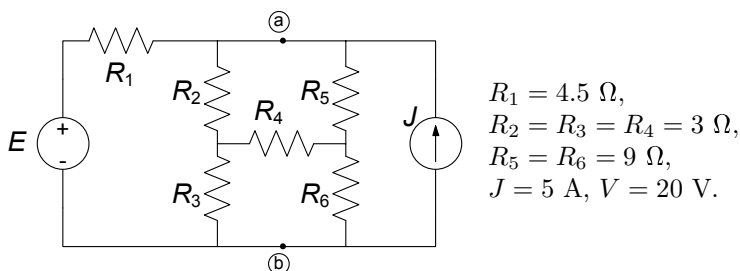 a
R1
R2
R5
R4
E
+
-
J
R3
R6
b
R1 = 4.5 Ω,
R2 = R3 = R4 = 3 Ω,
R5 = R6 = 9 Ω,
J = 5 A, V = 20 V.